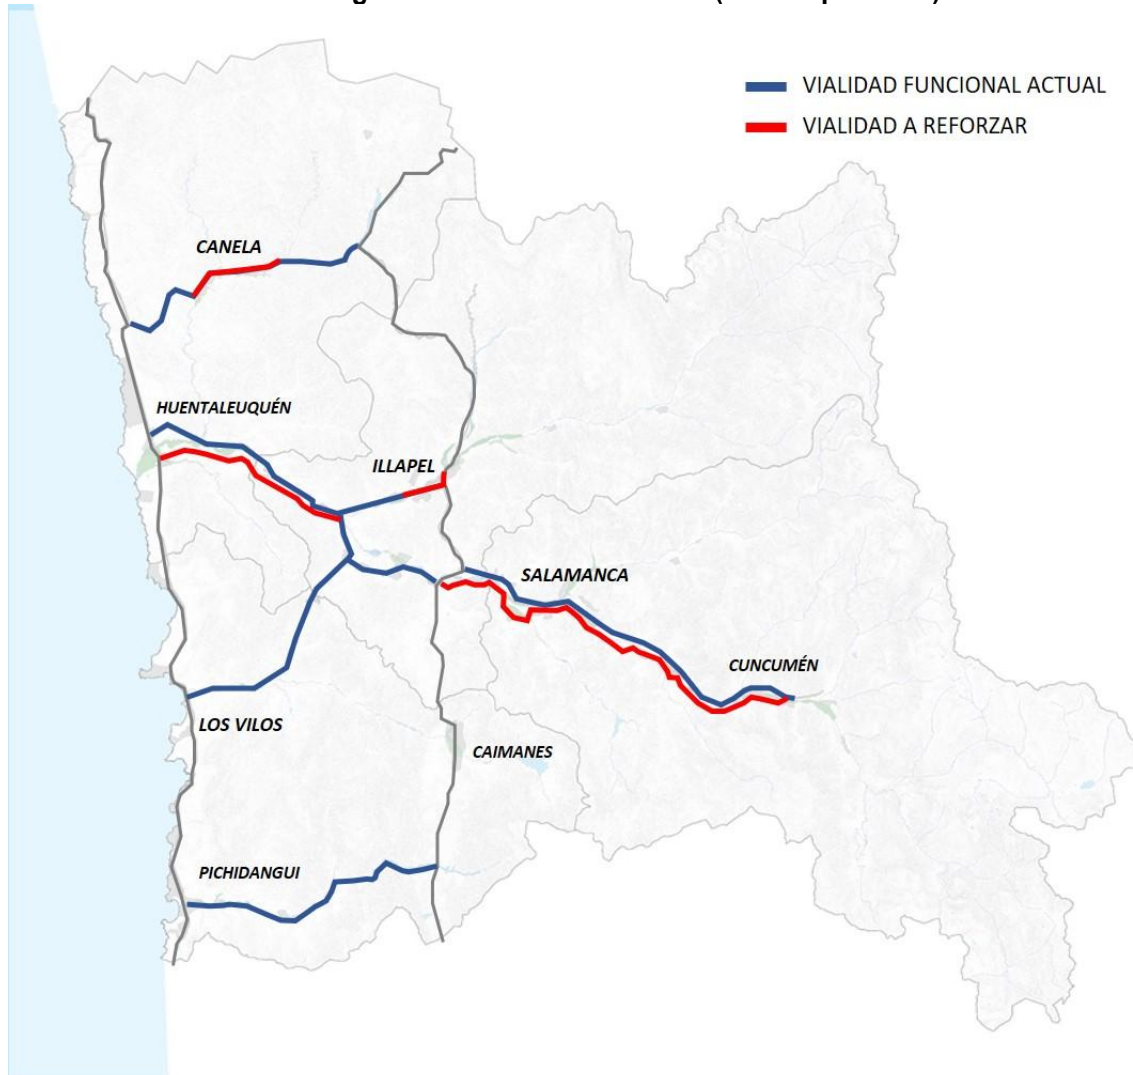 VIALIDAD FUNCIONAL ACTUAL
VIALIDAD A REFORZAR
CANELA
HUENTALEUQUÉN
ILLAPEL
SALAMANCA
CUNCUMÉN
LOS VILOS
CAIMANES
PICHIDANGUI